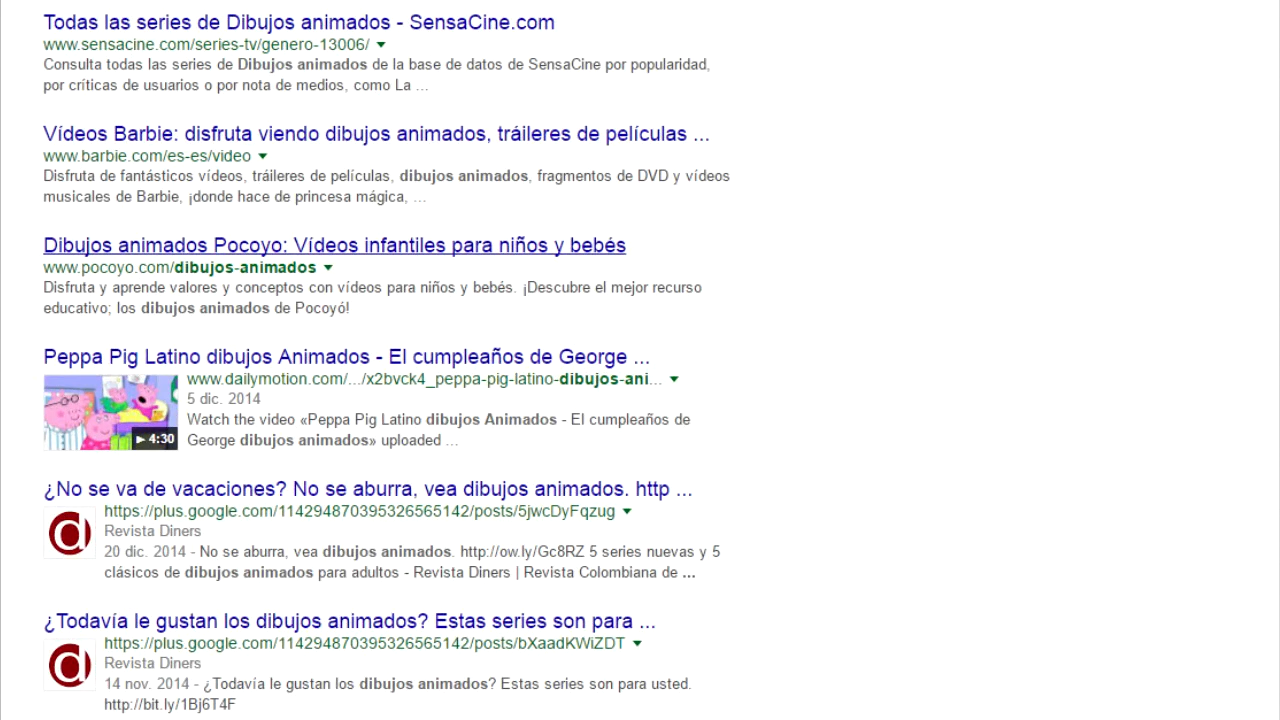 Todas las series de Dibujos animados - SensaCine.com
www.sensacine.com/series-tv/genero-13006/
Consulta todas las series de Dibujos animados de la base de datos de SensaCine por popularidad,
por críticas de usuarios o por nota de medios, como La ...
Vídeos Barbie: disfruta viendo dibujos animados, tráileres de películas ...
www.barbie.com/es-es/video
Disfruta de fantásticos vídeos, tráileres de películas, dibujos animados, fragmentos de DVD y vídeos
musicales de Barbie, ¡donde hace de princesa mágica, ...
Dibujos animados Pocoyo: Vídeos infantiles para niños y bebés
www.pocoyo.com/dibujos-animados
Disfruta y aprende valores y conceptos con vídeos para niños y bebés. ¡Descubre el mejor recurso
educativo; los dibujos animados de Pocoyó!
Peppa Pig Latino dibujos Animados - El cumpleaños de George ...
www.dailymotion.com/.../x2bvck4_peppa-pig-latino-dibujos-ani...
5 dic. 2014
Watch the video «Peppa Pig Latino dibujos Animados - El cumpleaños de
George dibujos animados» uploaded ...
4:30
¿No se va de vacaciones? No se aburra, vea dibujos animados. http ...
https://plus.google.com/114294870395326565142/posts/5jwcDyFqzug
Revista Diners
20 dic. 2014 - No se aburra, vea dibujos animados. http://ow.ly/Gc8RZ 5 series nuevas y 5
clásicos de dibujos animados para adultos - Revista Diners | Revista Colombiana de ...
d
¿Todavía le gustan los dibujos animados? Estas series son para ...
https://plus.google.com/114294870395326565142/posts/bXaadKWiZDT
Revista Diners
14 nov. 2014 - ¿Todavía le gustan los dibujos animados? Estas series son para usted.
http://bit.ly/1Bj6T4F
d